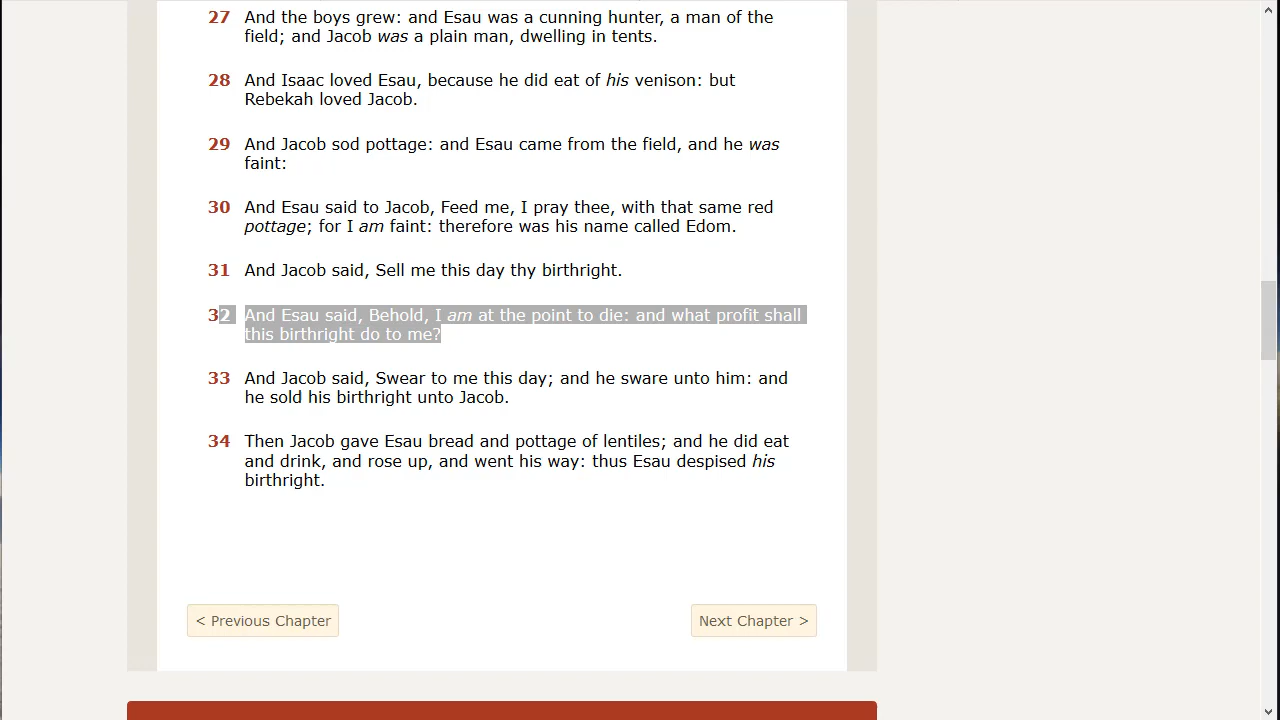 27 And the boys grew: and Esau was a cunning hunter, a man of the
field; and Jacob was a plain man, dwelling in tents.
28 And Isaac loved Esau, because he did eat of his venison: but
Rebekah loved Jacob.
29 And Jacob sod pottage: and Esau came from the field, and he was
faint:
30 And Esau said to Jacob, Feed me, I pray thee, with that same red
pottage; for I am faint: therefore was his name called Edom.
31 And Jacob said, Sell me this day thy birthright.
32 And Esau said, Behold, I am at the point to die: and what profit shall
this birthright do to me?
33 And Jacob said, Swear to me this day; and he sware unto him: and
he sold his birthright unto Jacob.
34 Then Jacob gave Esau bread and pottage of lentiles; and he did eat
and drink, and rose up, and went his way: thus Esau despised his
birthright.
< Previous Chapter
Next Chapter >